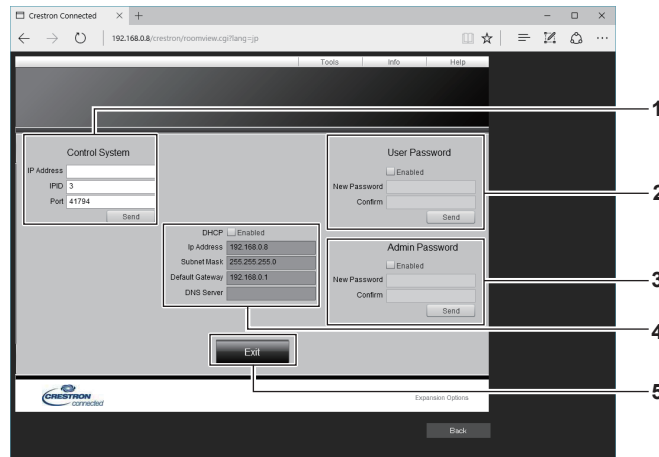 Crestron Connected
192.168.0.8/crestron/roomview.cgi?lang=jp
Tools Info Help
1
Control System
IP Address
IPID 3
Port 41794
Send
User Password
Enabled
New Password
Confirm
Send
2
DHCP Enabled
Ip Address 192.168.0.8
Subnet Mask 255.255.255.0
Default Gateway 192.168.0.1
DNS Server
Admin Password
Enabled
New Password
Confirm
Send
3
4
Exit
5
CRESTRON
connected
Expansion Options
Back